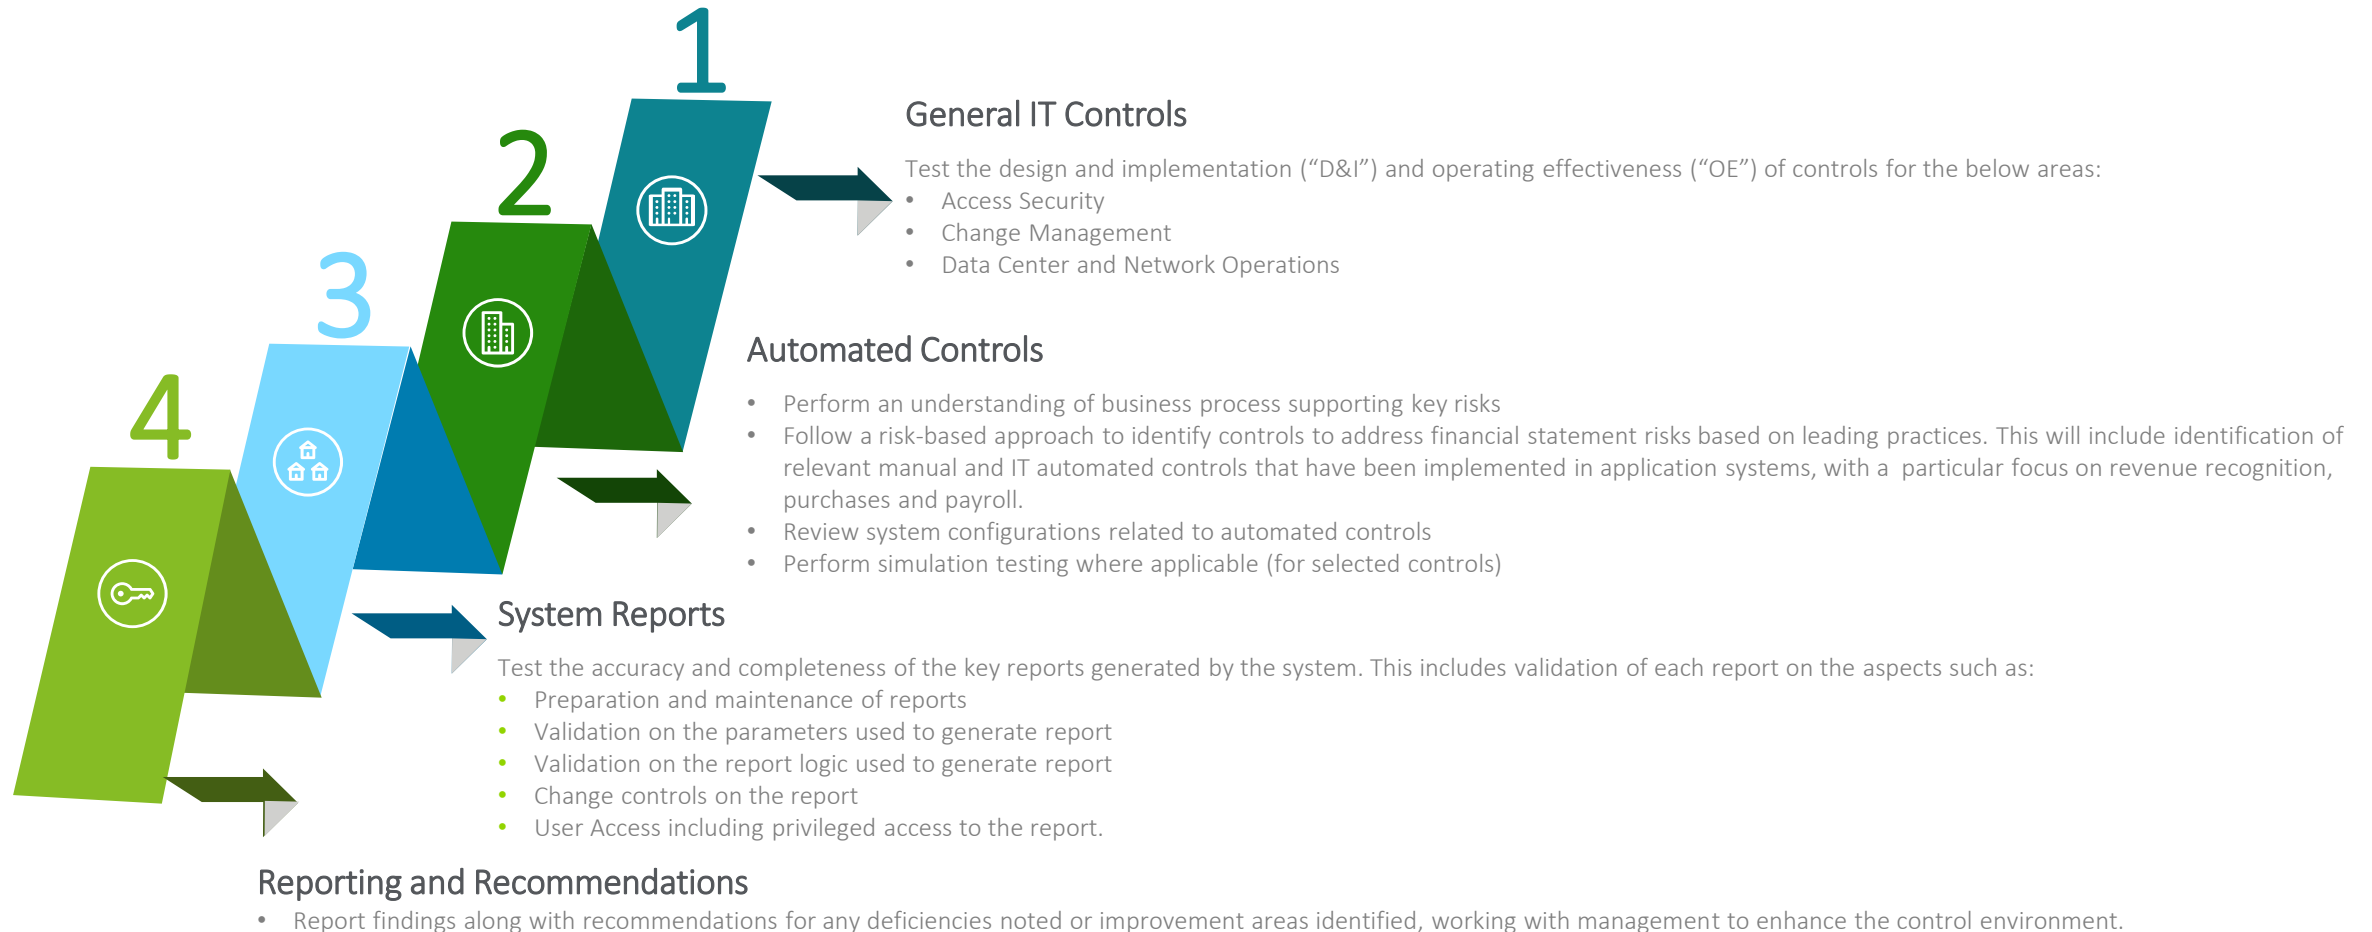 1
General IT Controls
Test the design and implementation (“D&I”) and operating effectiveness (“OE”) of controls for the below areas:
• Access Security
• Change Management
• Data Center and Network Operations
2
Automated Controls
• Perform an understanding of business process supporting key risks
• Follow a risk-based approach to identify controls to address financial statement risks based on leading practices. This will include identification of
relevant manual and IT automated controls that have been implemented in application systems, with a particular focus on revenue recognition,
purchases and payroll.
• Review system configurations related to automated controls
• Perform simulation testing where applicable (for selected controls)
3
System Reports
Test the accuracy and completeness of the key reports generated by the system. This includes validation of each report on the aspects such as:
• Preparation and maintenance of reports
• Validation on the parameters used to generate report
• Validation on the report logic used to generate report
• Change controls on the report
• User Access including privileged access to the report.
4
Reporting and Recommendations
• Report findings along with recommendations for any deficiencies noted or improvement areas identified, working with management to enhance the control environment.